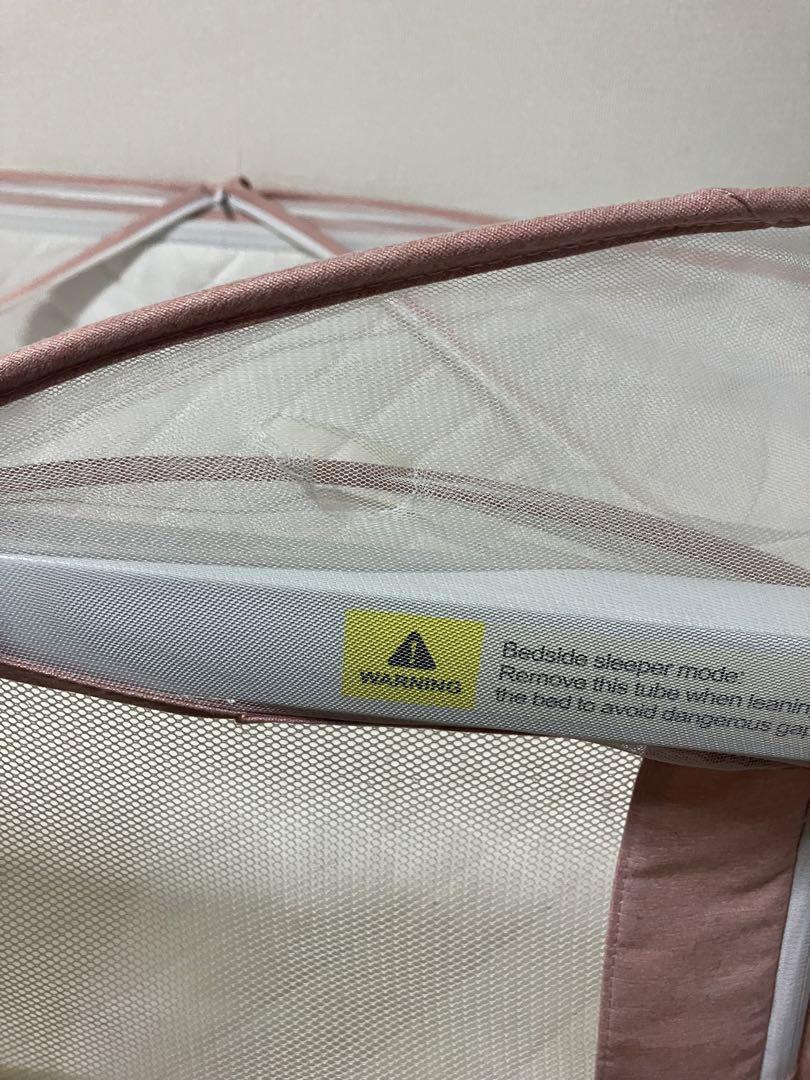 WARNING
Bedside sleeper mode:
Remove this tube when
the bed to avoid dangerous